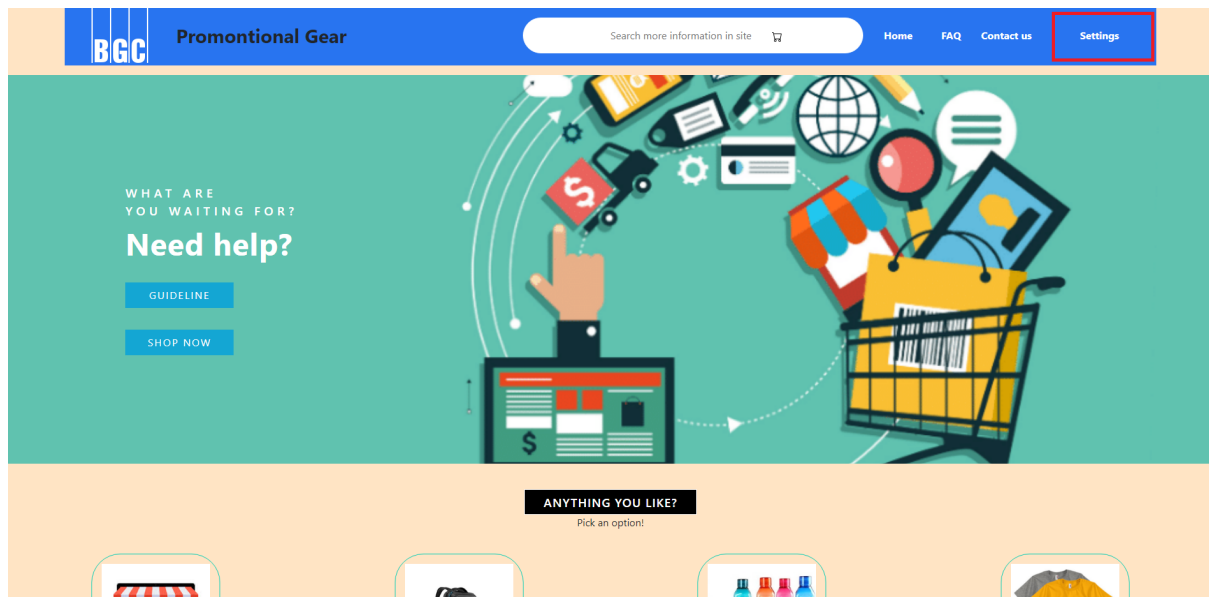 BGC
Promontional Gear
Search more information in site
Home
FAQ
Contact us
Settings
WHAT ARE
YOU WAITING FOR?
Need help?
GUIDELINE
SHOP NOW
$
$
ANYTHING YOU LIKE?
Pick an option!